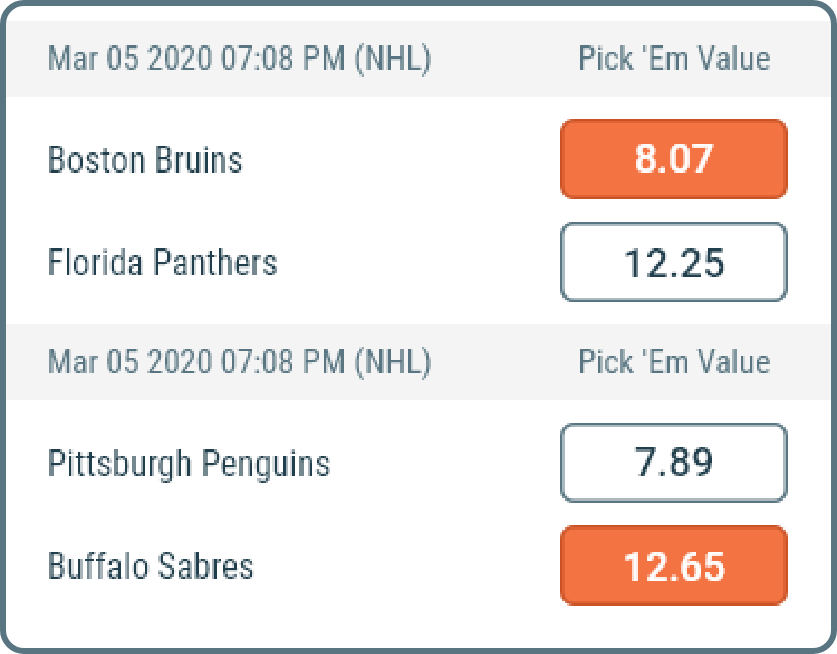 Mar 05 2020 07:08 PM (NHL) Pick 'Em Value
Boston Bruins 8.07
Florida Panthers 12.25
Mar 05 2020 07:08 PM (NHL) Pick 'Em Value
Pittsburgh Penguins 7.89
Buffalo Sabres 12.65